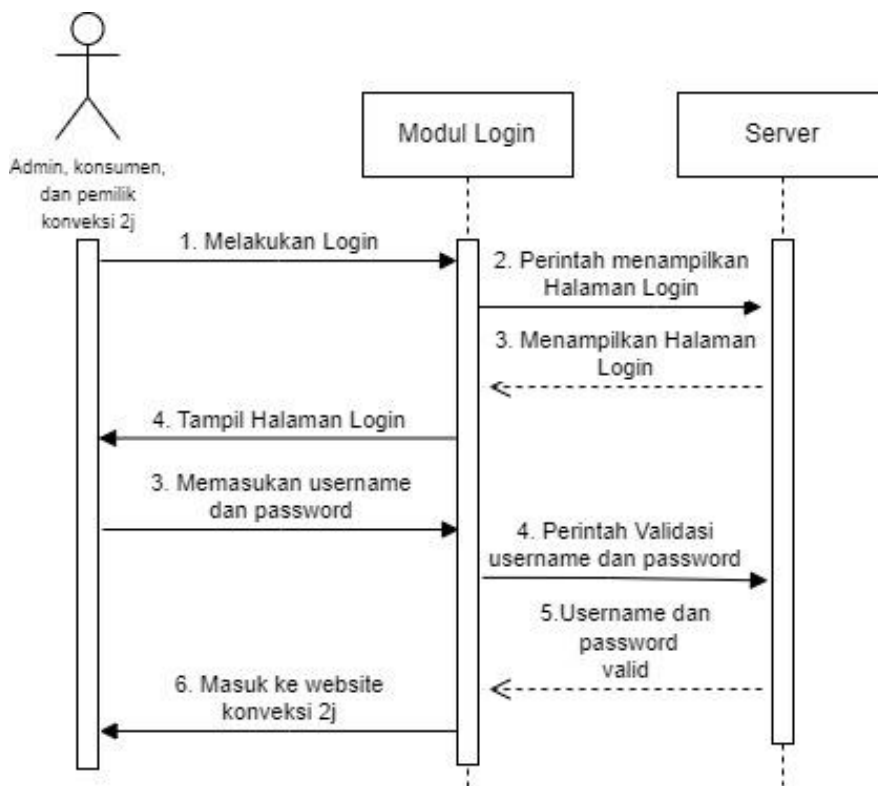 Modul Login
Server
Admin, konsumen,
dan pemilik
konveksi 2j
1. Melakukan Login
2. Perintah menampilkan
Halaman Login
3. Menampilkan Halaman
Login
4. Tampil Halaman Login
3. Memasukan username
dan password
4. Perintah Validasi
username dan password
5.Username dan
password
valid
6. Masuk ke website
konveksi 2j